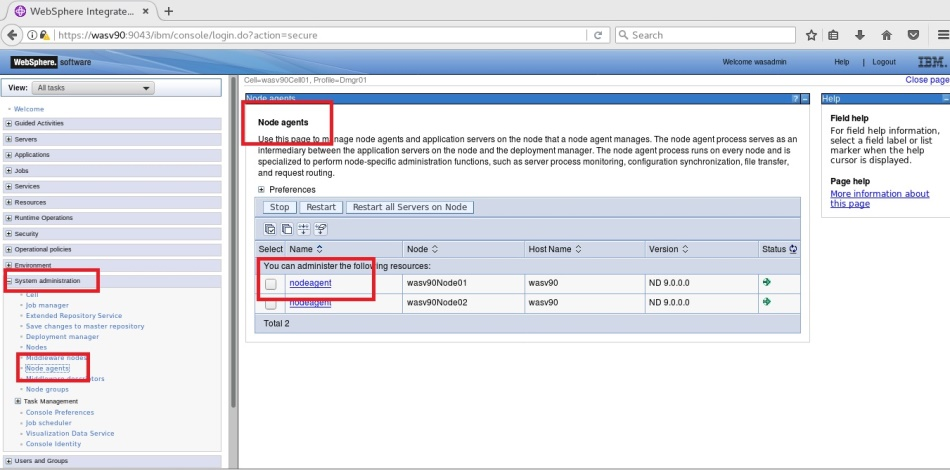 WebSphere Integrate...
https://wasv90:9043/ibm/console/login.do?action=secure
Search
WebSphere. software
Welcome wasadmin
Help | Logout
IBM.
View: All tasks
Welcome
Guided Activities
Servers
Applications
Jobs
Services
Resources
Runtime Operations
Security
Operational policies
Environment
System administration
Cell
Job manager
Extended Repository Service
Save changes to master repository
Deployment manager
Nodes
Middleware nodes
Node agents
Middleware descriptors
Node groups
Task Management
Console Preferences
Job scheduler
Visualization Data Service
Console Identity
Users and Groups
Cell=wasv90Cell01, Profile=Dmgr01
Close page
Node agents
?
Node agents
Use this page to manage node agents and application servers on the node that a node agent manages. The node agent process serves as an
intermediary between the application servers on the node and the deployment manager. The node agent process runs on every node and is
specialized to perform node-specific administration functions, such as server process monitoring, configuration synchronization, file transfer,
and request routing.
Preferences
Stop Restart Restart all Servers on Node
Select Name Node Host Name Version Status
You can administer the following resources:
nodeagent wasv90Node01 wasv90 ND 9.0.0.0
nodeagent wasv90Node02 wasv90 ND 9.0.0.0
Total 2
Help
Field help
For field help information,
select a field label or list
marker when the help
cursor is displayed.
Page help
More information about
this page